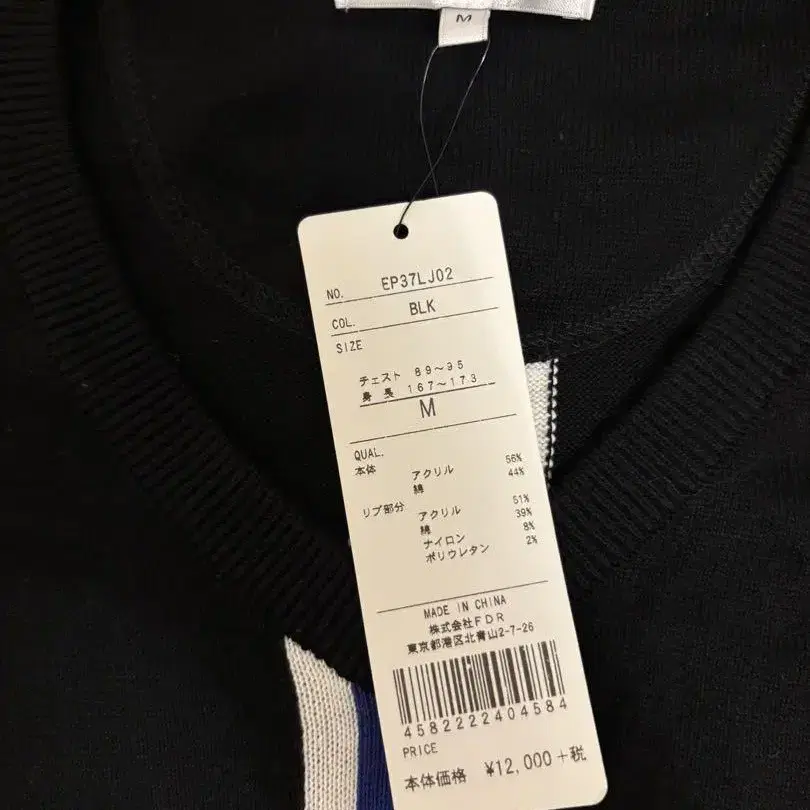 M
NO. EP37LJ02
COL. BLK
SIZE
チェスト 89～95
身長 167～173
M
QUAL.
本体 アクリル 56%
綿 44%
リブ部分 アクリル 51%
綿 39%
ナイロン 8%
ポリウレタン 2%
MADE IN CHINA
株式会社FDR
東京都港区北青山2-7-26
4582222404584
PRICE
本体価格 ¥12,000+税